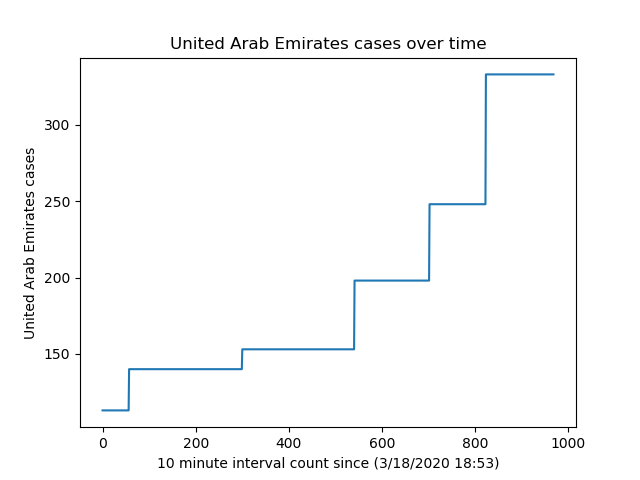 United Arab Emirates cases over time
United Arab Emirates cases
300
250
200
150
0 200 400 600 800 1000
10 minute interval count since (3/18/2020 18:53)